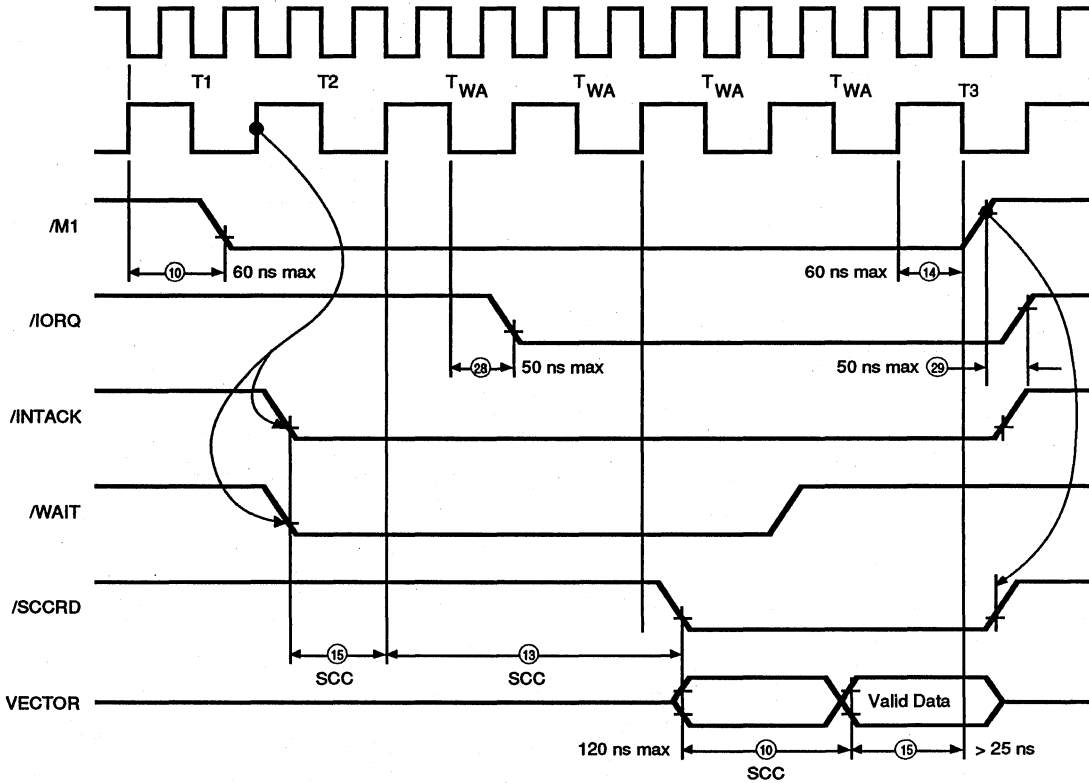 T1 T2 TWA TWA TWA TWA T3
/M1
10 60 ns max 60 ns max 14
/IORQ
28 50 ns max 50 ns max 29
/INTACK
/WAIT
/SCCRD
15 13
SCC SCC
VECTOR Valid Data
120 ns max 10 15 > 25 ns
SCC